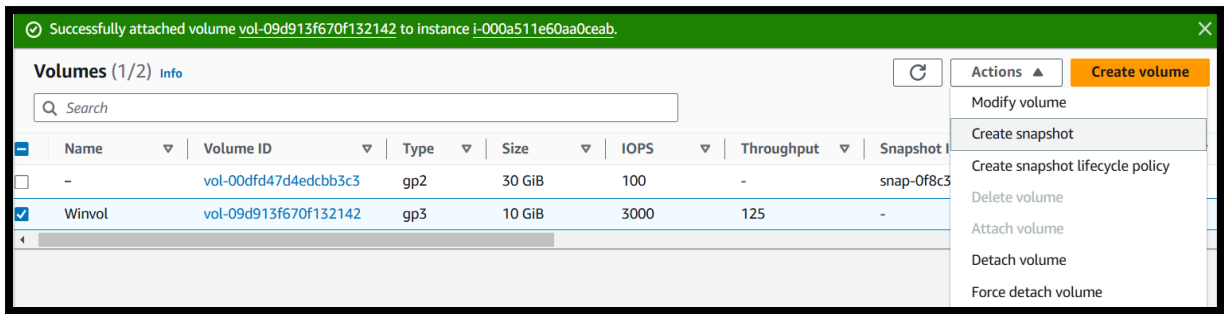 Successfully attached volume vol-09d913f670f132142 to instance i-000a511e60aa0ceab.
Volumes (1/2) Info
Actions
Create volume
Search
Modify volume
Create snapshot
Create snapshot lifecycle policy
Delete volume
Attach volume
Detach volume
Force detach volume
Name Volume ID Type Size IOPS Throughput Snapshot I
– vol-00dfd47d4edcbb3c3 gp2 30 GiB 100 - snap-0f8c3
Winvol vol-09d913f670f132142 gp3 10 GiB 3000 125 -